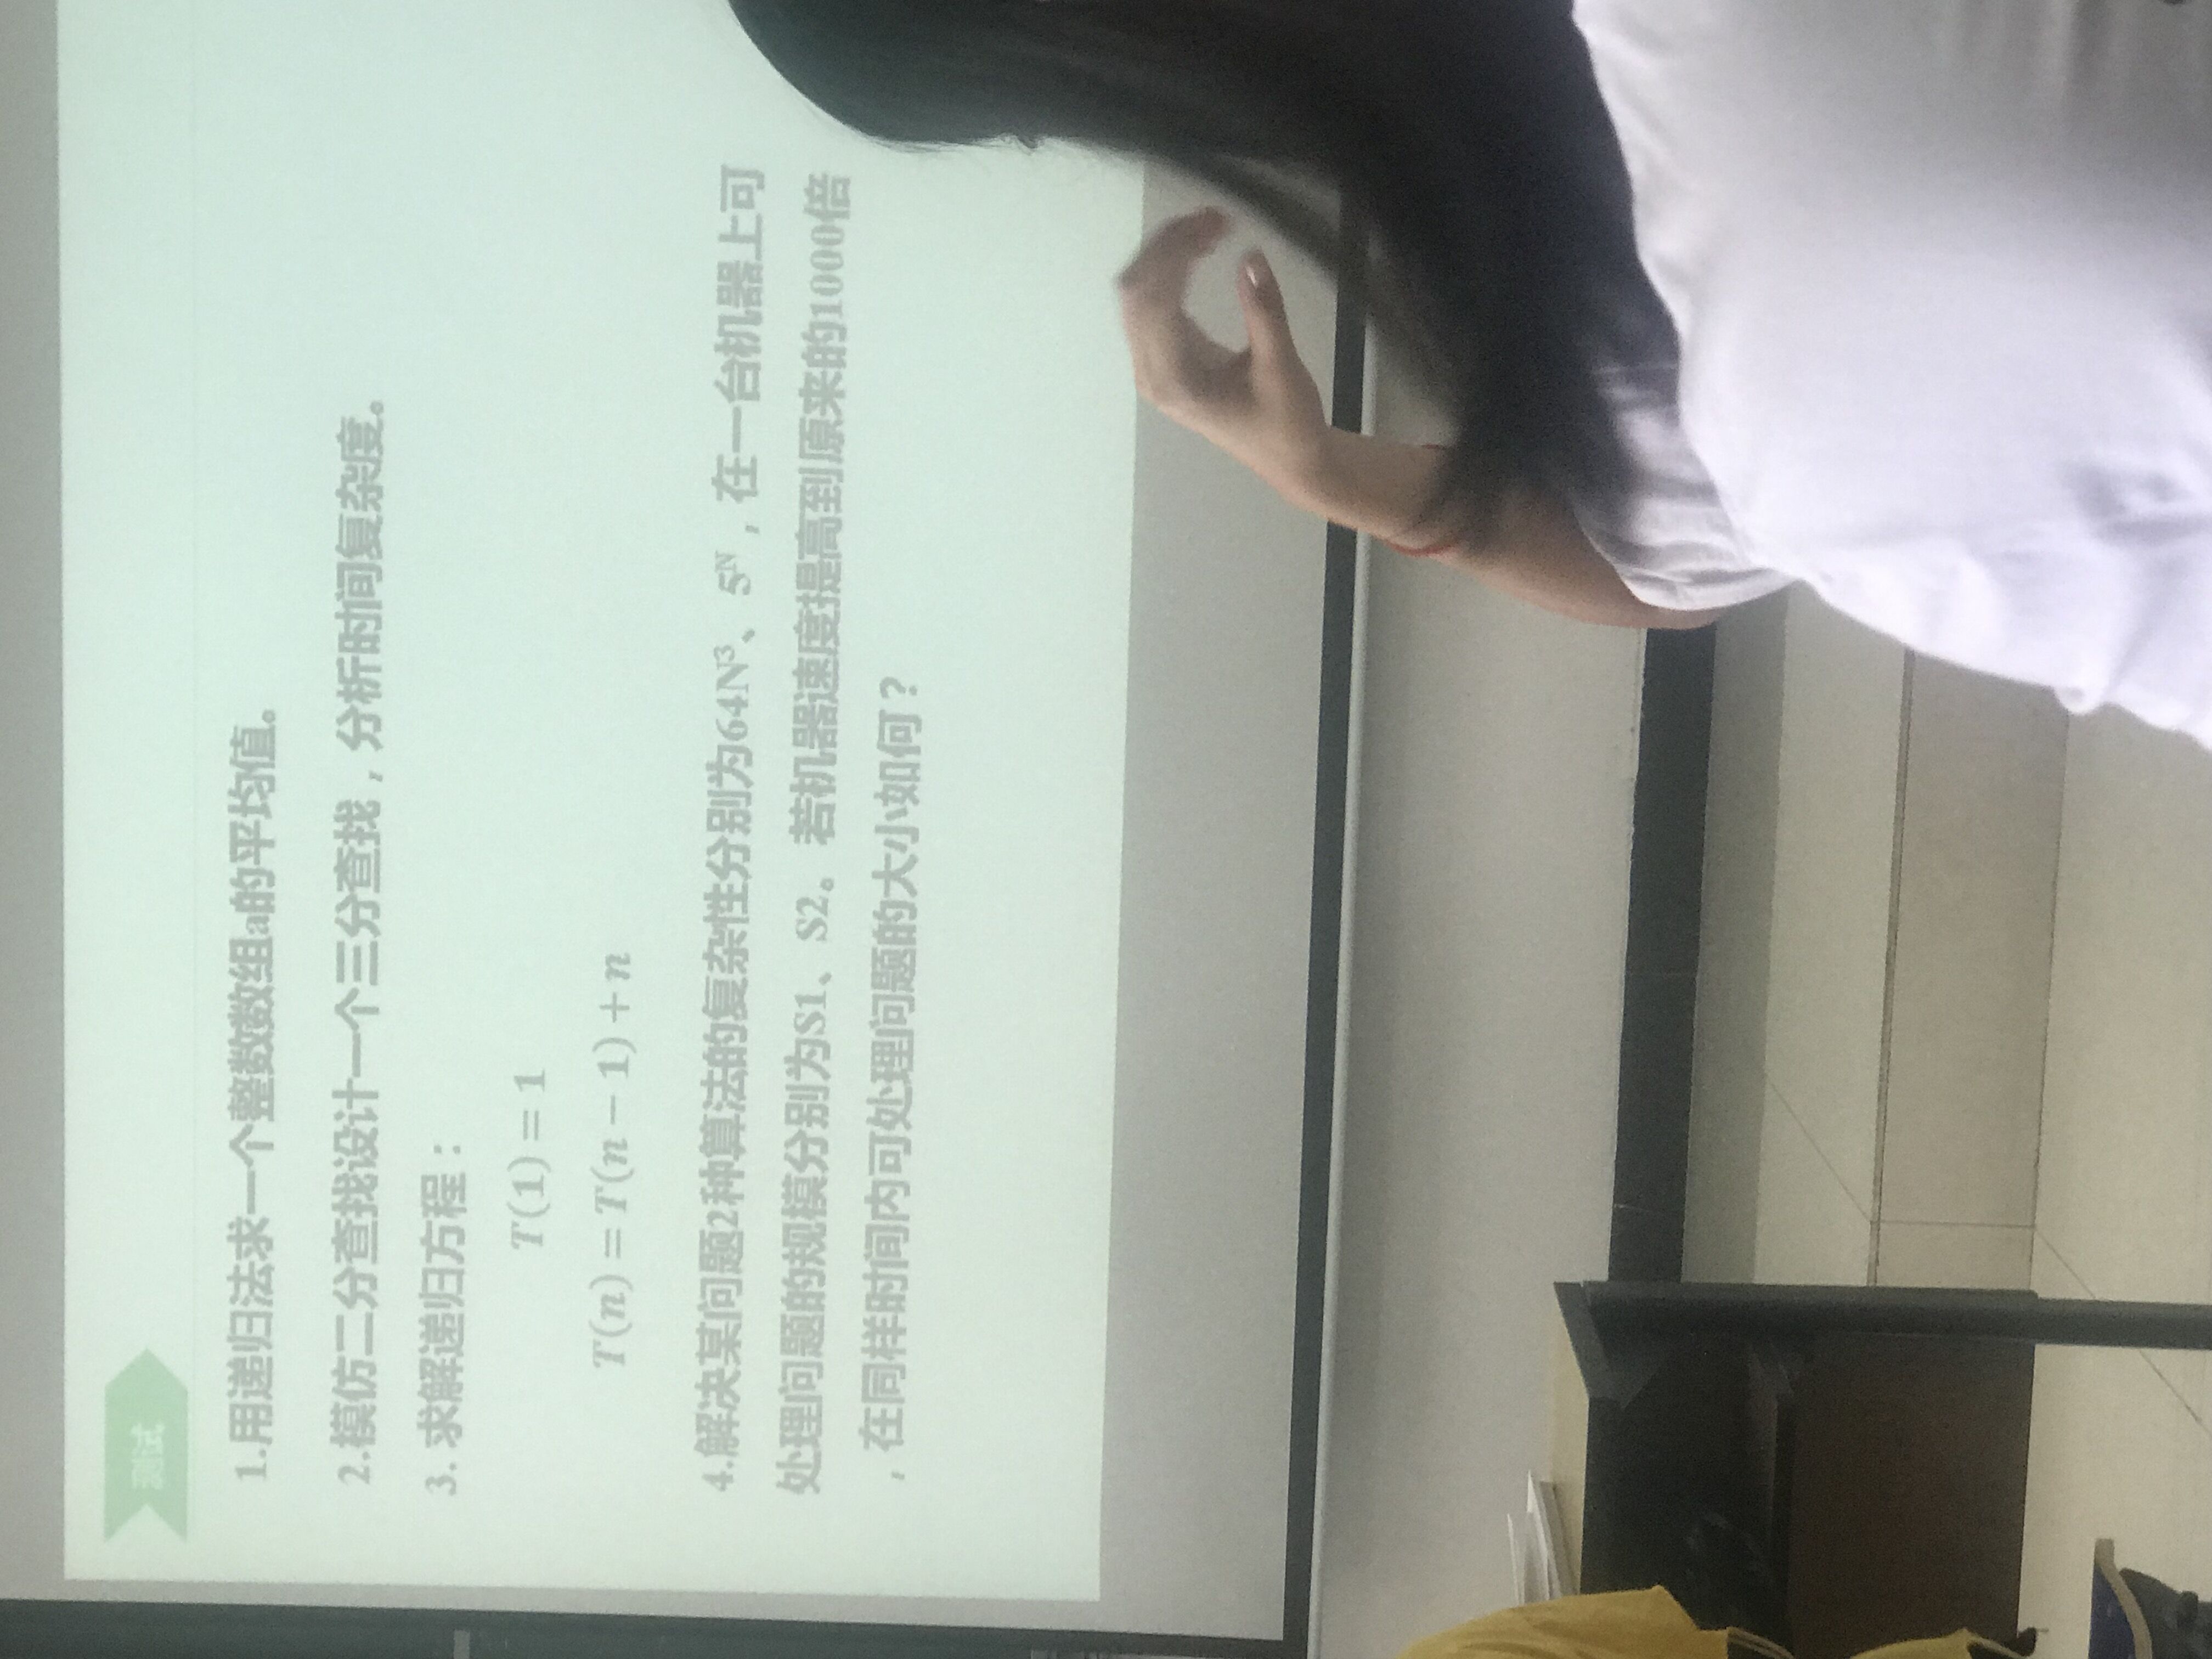 测试
1.用递归法求一个整数数组a的平均值。
2.模仿二分查找设计一个三分查找，分析时间复杂度。
3. 求解递归方程：
T(1) = 1
T(n) = T(n − 1) + n
4.解决某问题2种算法的复杂性分别为64N³、5ᴺ，在一台机器上可
处理问题的规模分别为S1、S2。若机器速度提高到原来的1000倍
，在同样时间内可处理问题的大小如何？